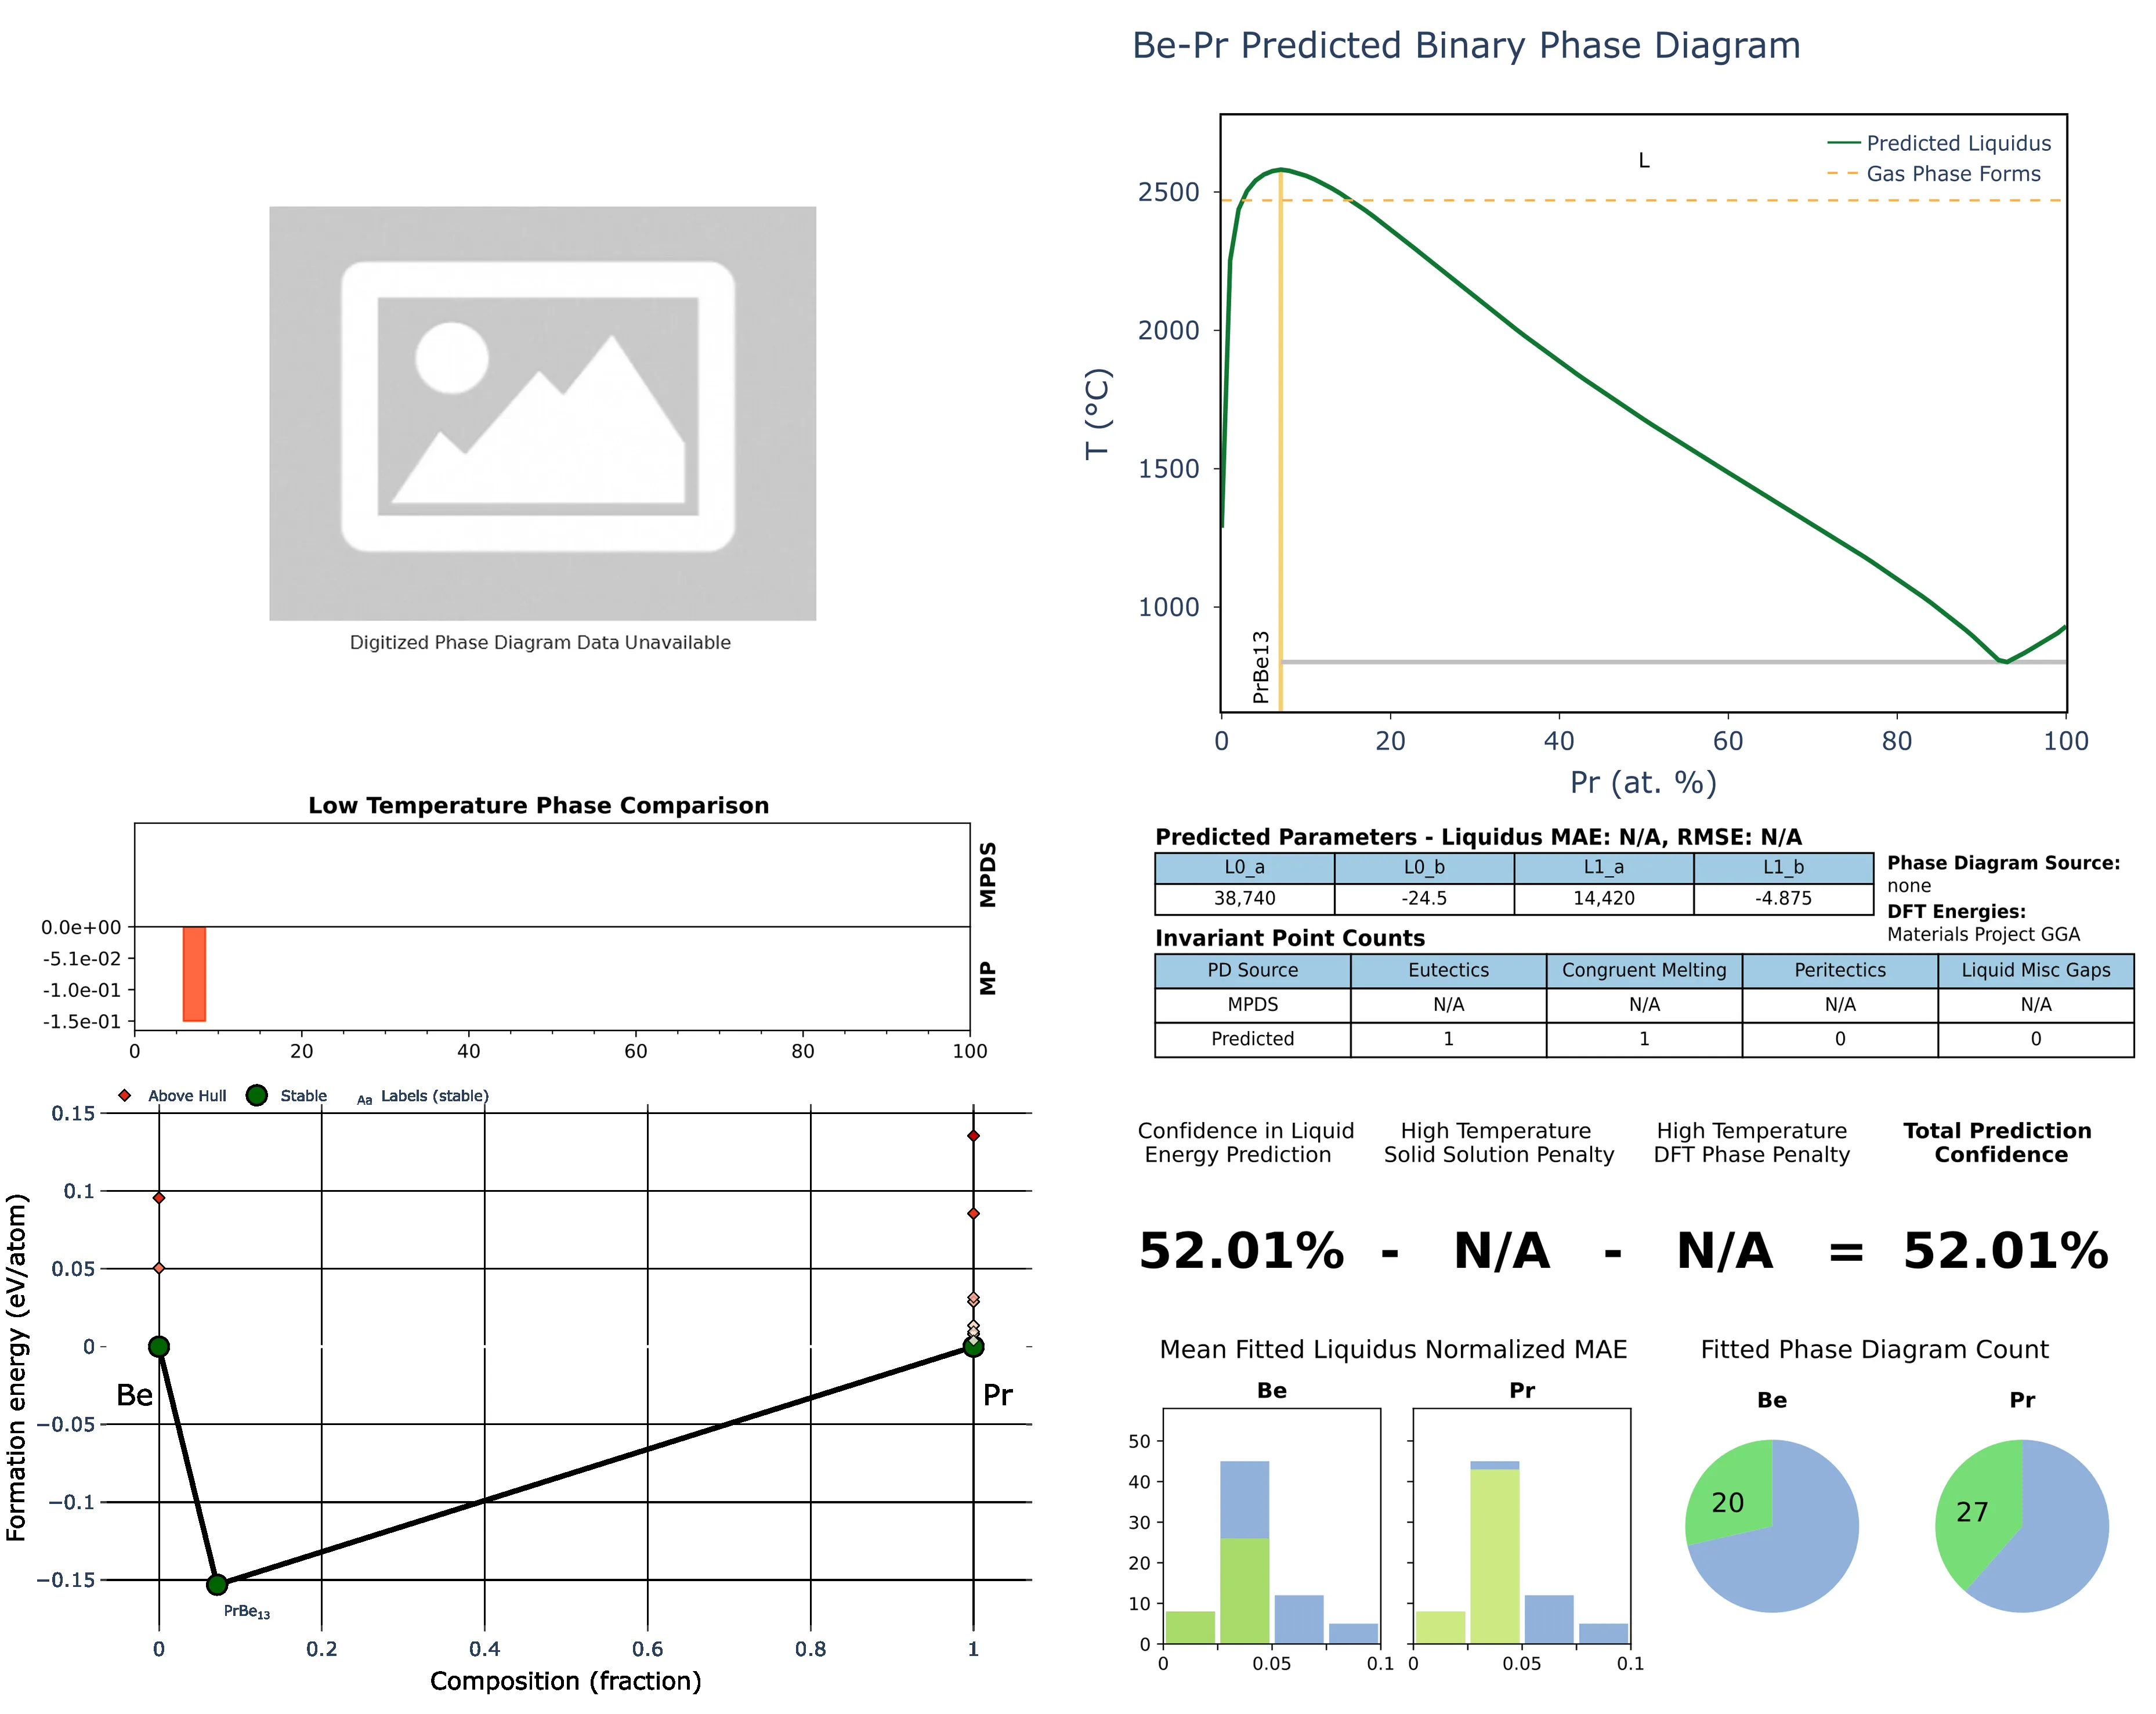 Be-Pr Predicted Binary Phase Diagram
Digitized Phase Diagram Data Unavailable
L
Predicted Liquidus
Gas Phase Forms
2500
2000
1500
1000
T (°C)
PrBe13
0 20 40 60 80 100
Pr (at. %)
Low Temperature Phase Comparison
MPDS
MP
0.0e+00
-5.1e-02
-1.0e-01
-1.5e-01
0 20 40 60 80 100
Predicted Parameters - Liquidus MAE: N/A, RMSE: N/A
L0_a L0_b L1_a L1_b
38,740 -24.5 14,420 -4.875
Phase Diagram Source:
none
DFT Energies:
Materials Project GGA
Invariant Point Counts
PD Source Eutectics Congruent Melting Peritectics Liquid Misc Gaps
MPDS N/A N/A N/A N/A
Predicted 1 1 0 0
Above Hull Stable Aa Labels (stable)
0.15
0.1
0.05
0
−0.05
−0.1
−0.15
Formation energy (eV/atom)
Be
Pr
PrBe₁₃
0 0.2 0.4 0.6 0.8 1
Composition (fraction)
Confidence in Liquid
Energy Prediction
High Temperature
Solid Solution Penalty
High Temperature
DFT Phase Penalty
Total Prediction
Confidence
52.01% - N/A - N/A = 52.01%
Mean Fitted Liquidus Normalized MAE
Be Pr
50
40
30
20
10
0
0 0.05 0.1 0 0.05 0.1
Fitted Phase Diagram Count
Be Pr
20 27